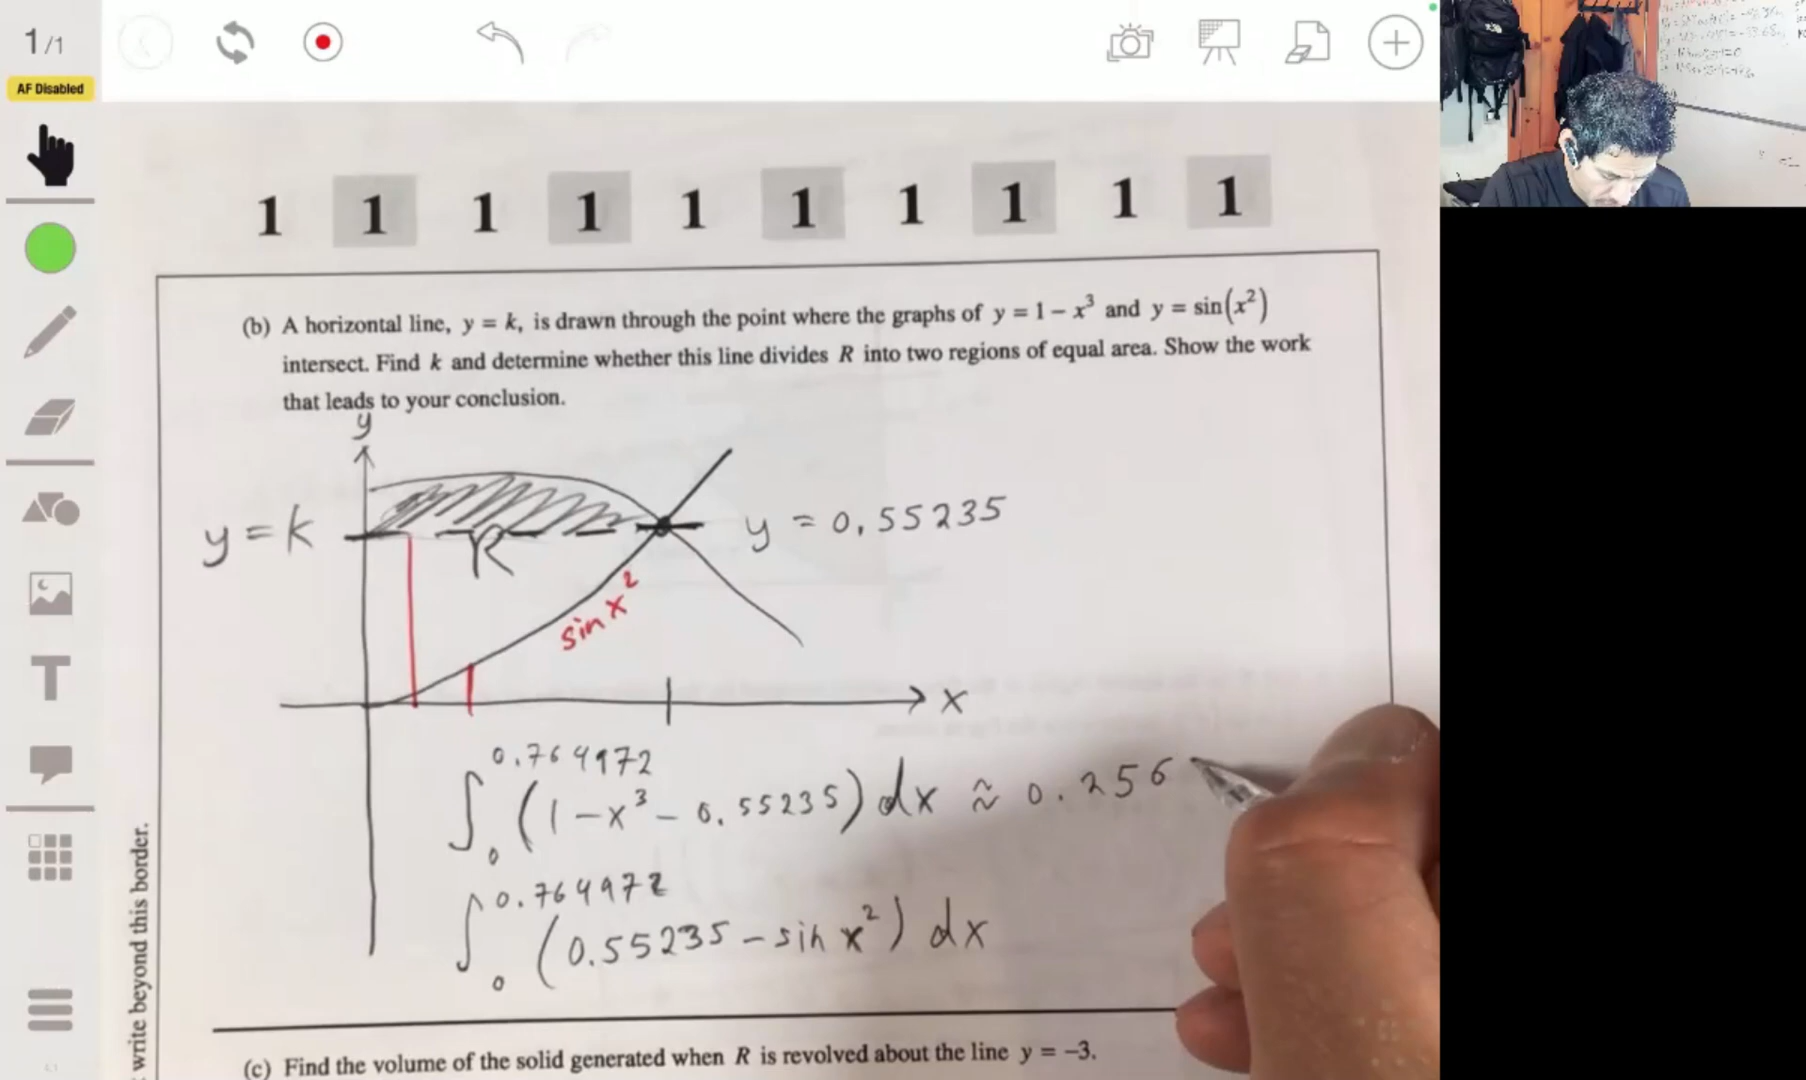 1/1
AF Disabled
1 1 1 1 1 1 1 1 1 1
(b) A horizontal line, y = k, is drawn through the point where the graphs of y = 1 − x³ and y = sin(x²)
intersect. Find k and determine whether this line divides R into two regions of equal area. Show the work
that leads to your conclusion.
y
y = k
R
y = 0.55235
sin x²
x
∫₀^0.764972 (1 − x³ − 0.55235) dx ≈ 0.256
∫₀^0.764972 (0.55235 − sin x²) dx
write beyond this border.
(c) Find the volume of the solid generated when R is revolved about the line y = −3.
T